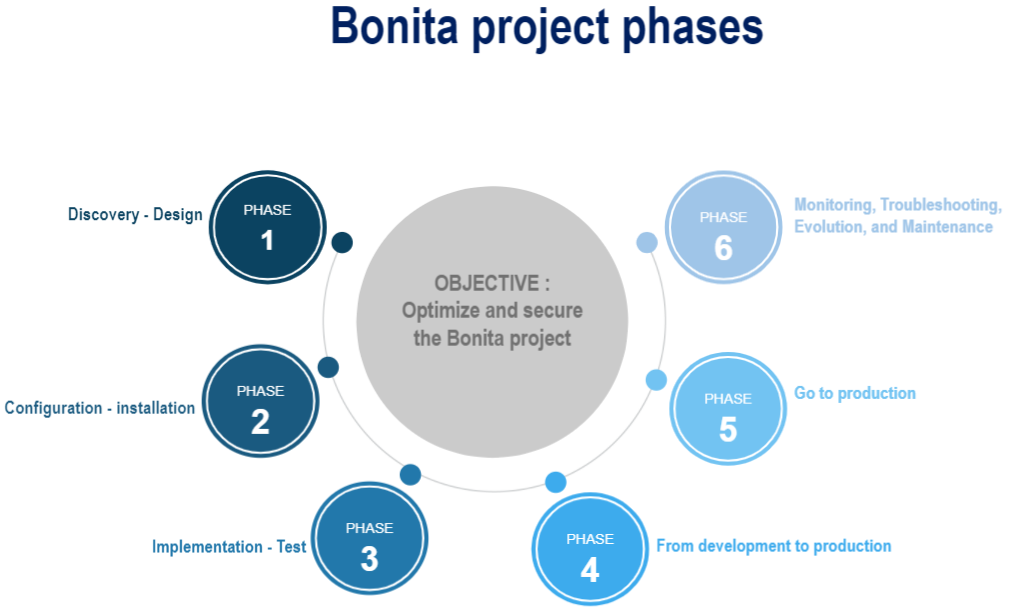 Bonita project phases
PHASE
1
Discovery - Design
PHASE
2
Configuration - installation
PHASE
3
Implementation - Test
PHASE
4
From development to production
PHASE
5
Go to production
PHASE
6
Monitoring, Troubleshooting,
Evolution, and Maintenance
OBJECTIVE :
Optimize and secure
the Bonita project